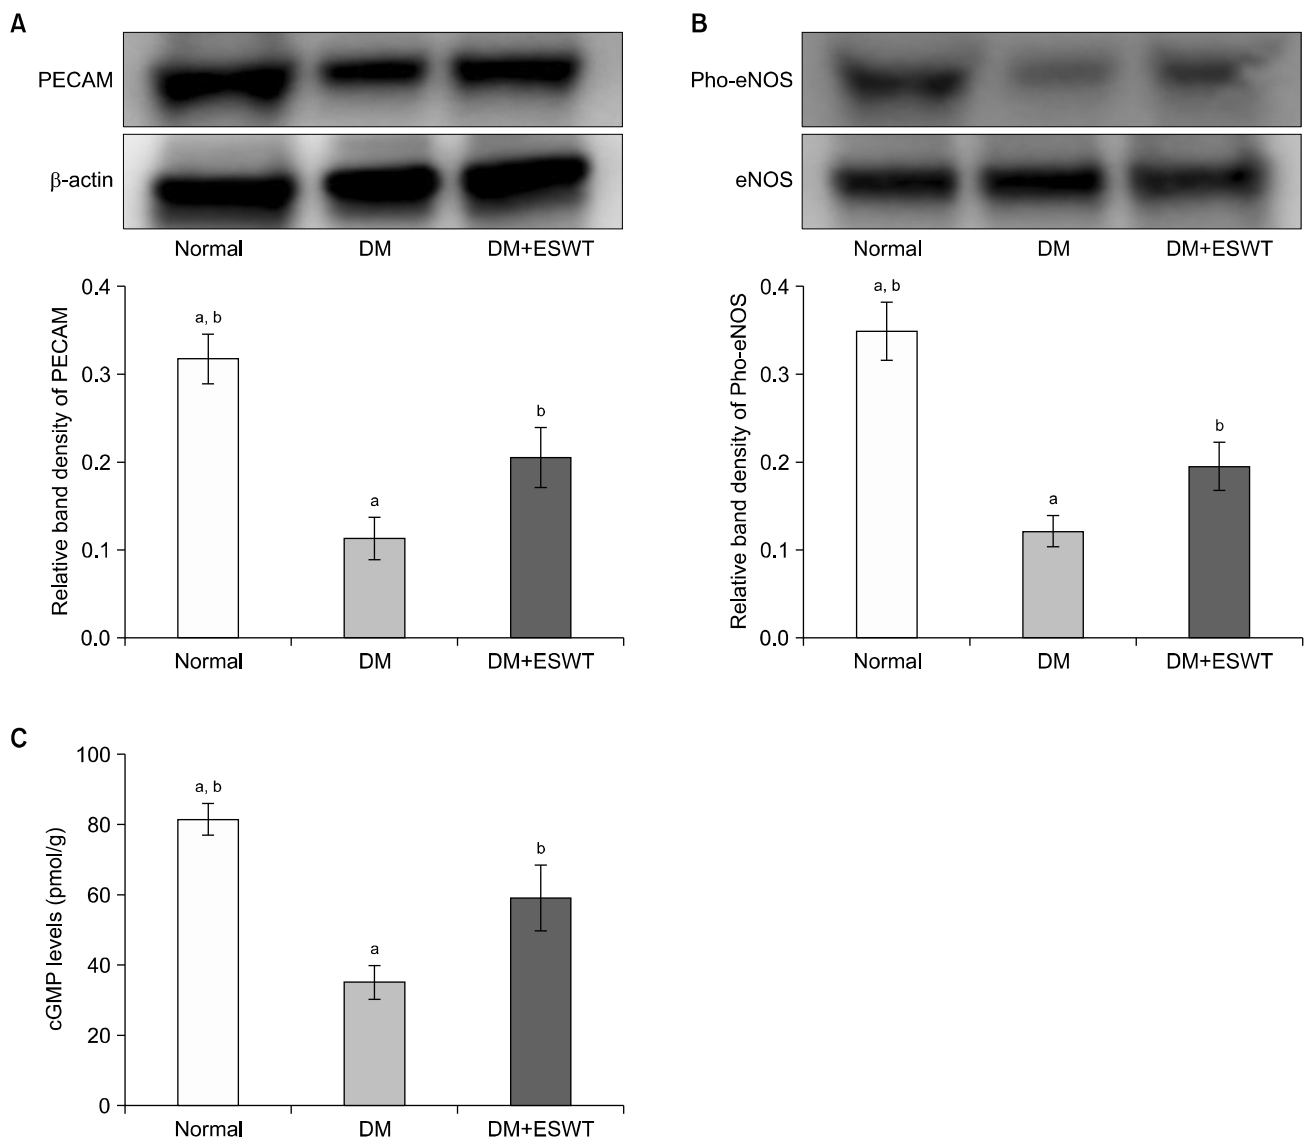 A
PECAM
β-actin
Normal DM DM+ESWT
Relative band density of PECAM
0.4
0.3
0.2
0.1
0.0
a, b
a
b
Normal DM DM+ESWT
B
Pho-eNOS
eNOS
Normal DM DM+ESWT
Relative band density of Pho-eNOS
0.4
0.3
0.2
0.1
0.0
a, b
a
b
Normal DM DM+ESWT
C
cGMP levels (pmol/g)
100
80
60
40
20
0
a, b
a
b
Normal DM DM+ESWT